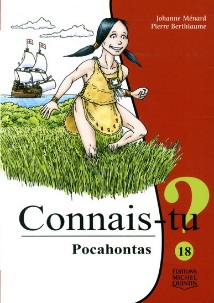 Johanne Ménard
Pierre Berthiaume
Connais-tu
?
Pocahontas
18
ÉDITIONS
MICHEL
QUINTIN